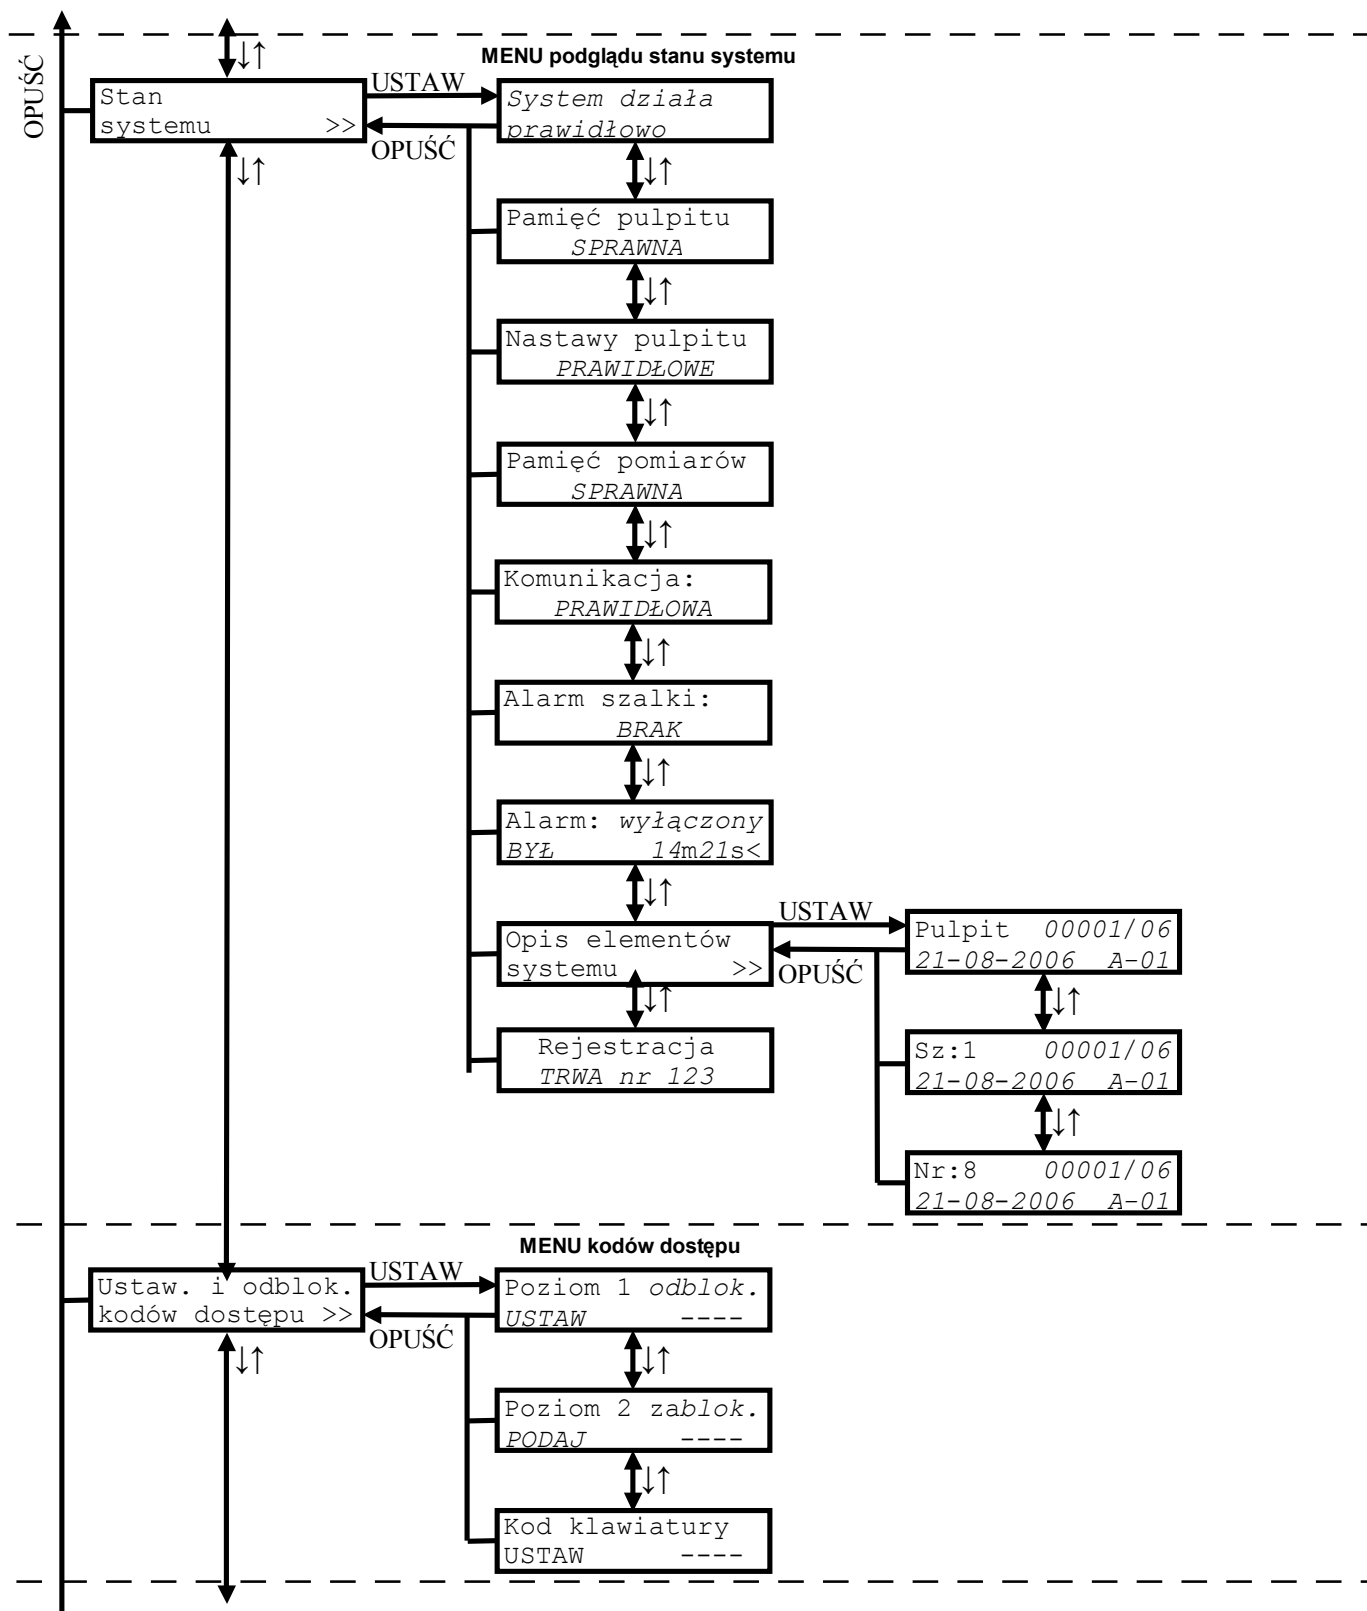 OPUŚĆ
↓↑
MENU podglądu stanu systemu
Stan
systemu >>
USTAW
OPUŚĆ
System działa
prawidłowo
↓↑
↓↑
Pamięć pulpitu
SPRAWNA
↓↑
Nastawy pulpitu
PRAWIDŁOWE
↓↑
Pamięć pomiarów
SPRAWNA
↓↑
Komunikacja:
PRAWIDŁOWA
↓↑
Alarm szalki:
BRAK
↓↑
Alarm: wyłączony
BYŁ 14m21s<
↓↑
Opis elementów
systemu >>
USTAW
OPUŚĆ
Pulpit 00001/06
21-08-2006 A-01
↓↑
↓↑
Rejestracja
TRWA nr 123
Sz:1 00001/06
21-08-2006 A-01
↓↑
Nr:8 00001/06
21-08-2006 A-01
MENU kodów dostępu
Ustaw. i odblok.
kodów dostępu >>
USTAW
OPUŚĆ
Poziom 1 odblok.
USTAW ----
↓↑
↓↑
Poziom 2 zablok.
PODAJ ----
↓↑
Kod klawiatury
USTAW ----